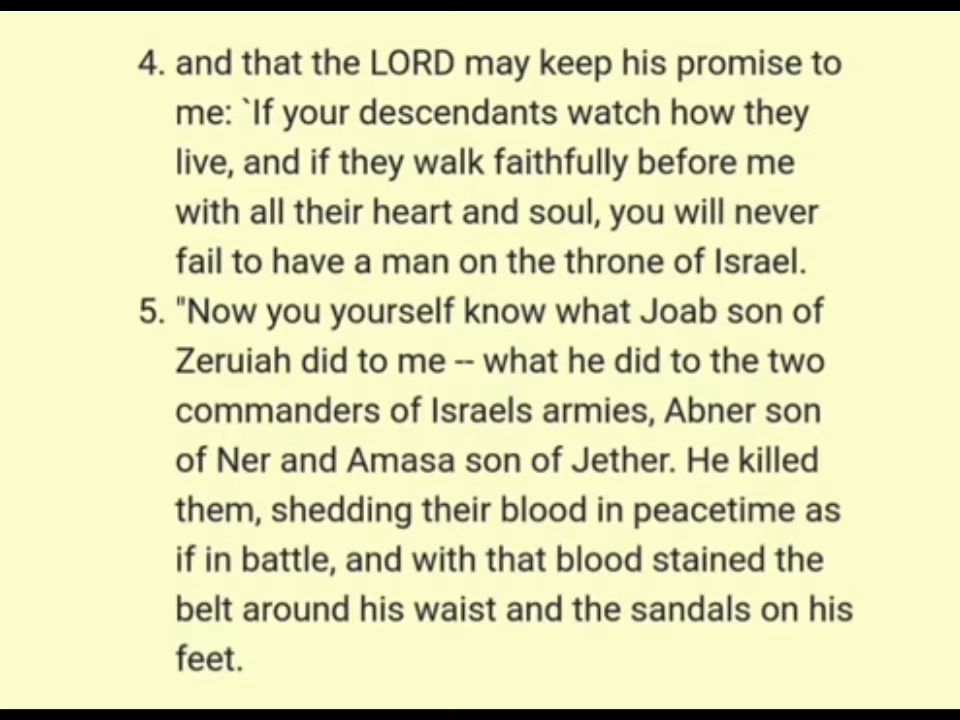 4. and that the LORD may keep his promise to
me: `If your descendants watch how they
live, and if they walk faithfully before me
with all their heart and soul, you will never
fail to have a man on the throne of Israel.
5. "Now you yourself know what Joab son of
Zeruiah did to me -- what he did to the two
commanders of Israels armies, Abner son
of Ner and Amasa son of Jether. He killed
them, shedding their blood in peacetime as
if in battle, and with that blood stained the
belt around his waist and the sandals on his
feet.